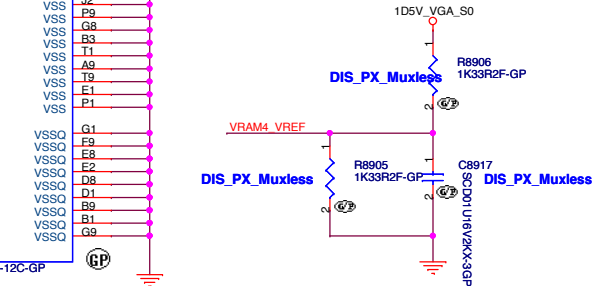 VSS J2
VSS P9
VSS G8
VSS B3
VSS T1
VSS A9
VSS T9
VSS E1
VSS P1
VSSQ G1
VSSQ F9
VSSQ E8
VSSQ E2
VSSQ D8
VSSQ D1
VSSQ B9
VSSQ B1
VSSQ G9
-12C-GP
GP
1D5V_VGA_S0
1
R8906
DIS_PX_Muxless 1K33R2F-GP
2 G/P
VRAM4_VREF
1
R8905
DIS_PX_Muxless 1K33R2F-GP
2 G/P
1
C8917
SCD01U16V2KX-3GP
DIS_PX_Muxless
2 G/P